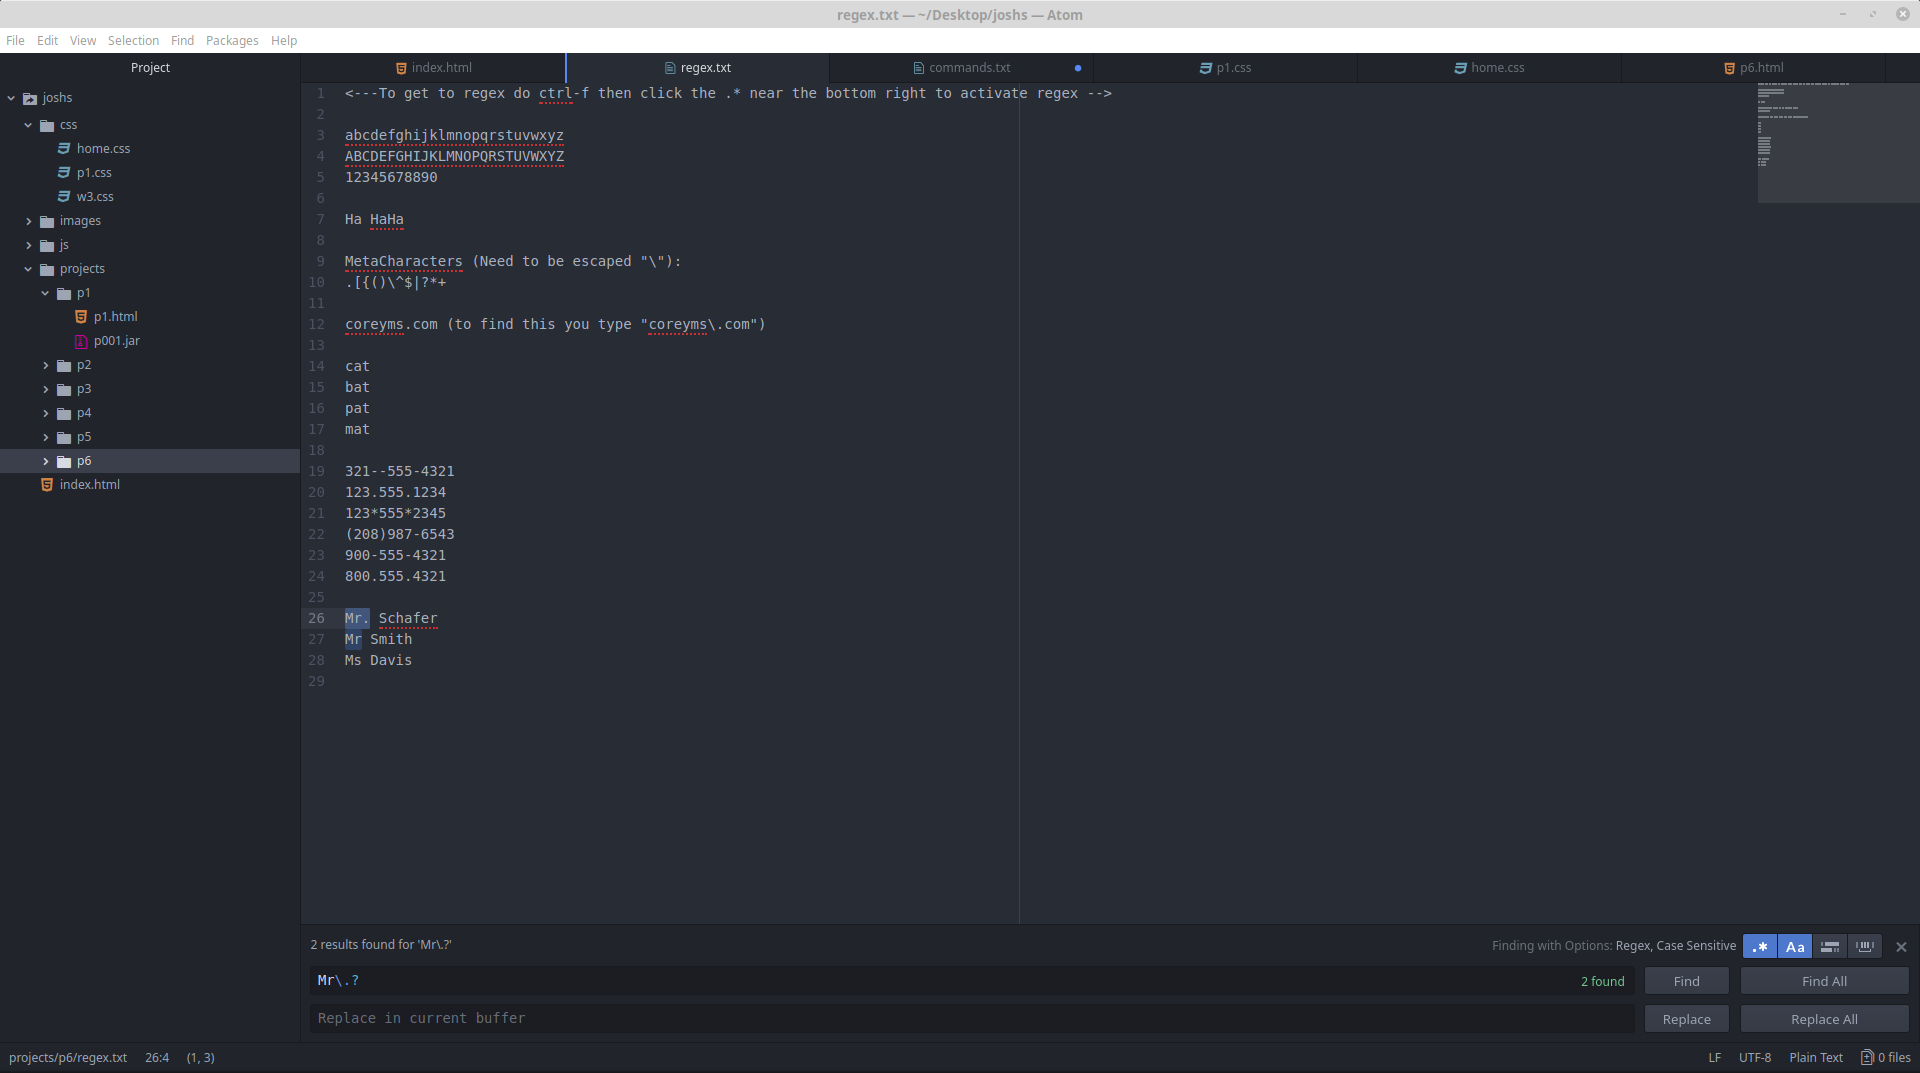 regex.txt — ~/Desktop/joshs — Atom
File Edit View Selection Find Packages Help
Project
joshs
css
home.css
p1.css
w3.css
images
js
projects
p1
p1.html
p001.jar
p2
p3
p4
p5
p6
index.html
index.html regex.txt commands.txt p1.css home.css p6.html
1 <---To get to regex do ctrl-f then click the .* near the bottom right to activate regex -->
2
3 abcdefghijklmnopqrstuvwxyz
4 ABCDEFGHIJKLMNOPQRSTUVWXYZ
5 12345678890
6
7 Ha HaHa
8
9 MetaCharacters (Need to be escaped "\"):
10 .[{()\^$|?*+
11
12 coreyms.com (to find this you type "coreyms\.com")
13
14 cat
15 bat
16 pat
17 mat
18
19 321--555-4321
20 123.555.1234
21 123*555*2345
22 (208)987-6543
23 900-555-4321
24 800.555.4321
25
26 Mr. Schafer
27 Mr Smith
28 Ms Davis
29
2 results found for 'Mr\.?' Finding with Options: Regex, Case Sensitive .* Aa
Mr\.? 2 found Find Find All
Replace in current buffer Replace Replace All
projects/p6/regex.txt 26:4 (1, 3) LF UTF-8 Plain Text 0 files